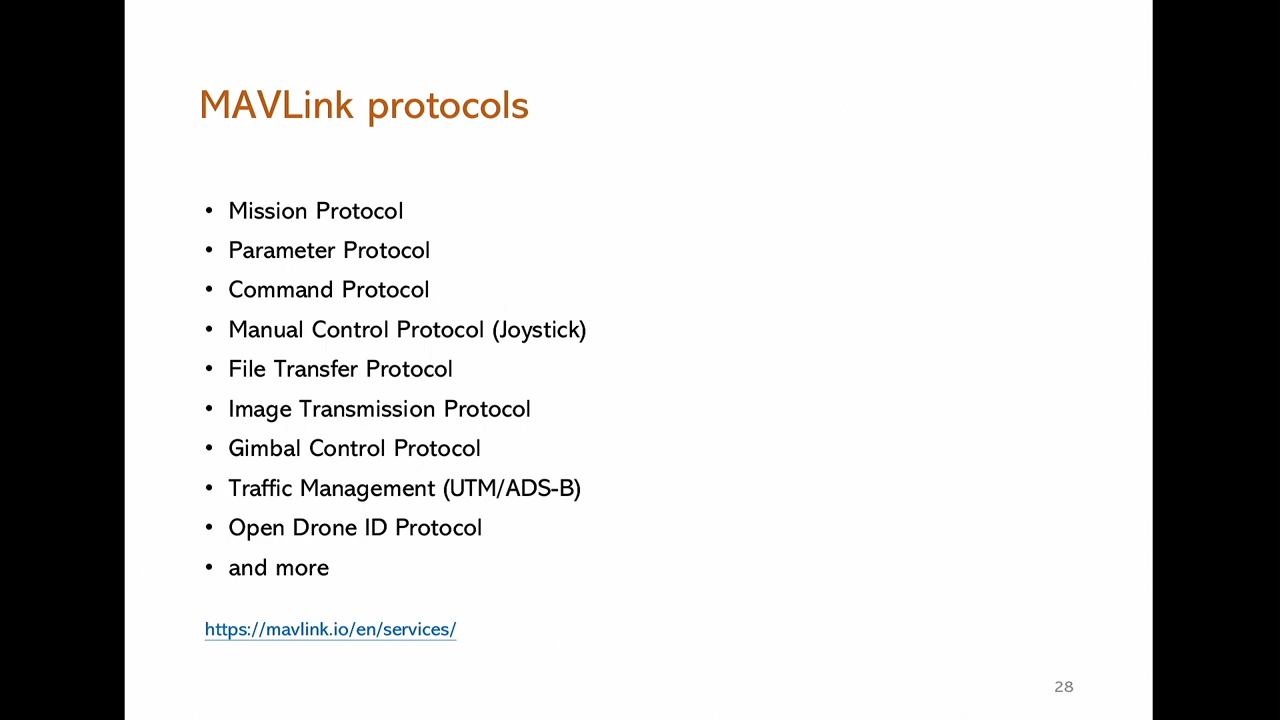 MAVLink protocols
• Mission Protocol
• Parameter Protocol
• Command Protocol
• Manual Control Protocol (Joystick)
• File Transfer Protocol
• Image Transmission Protocol
• Gimbal Control Protocol
• Traffic Management (UTM/ADS-B)
• Open Drone ID Protocol
• and more
https://mavlink.io/en/services/
28